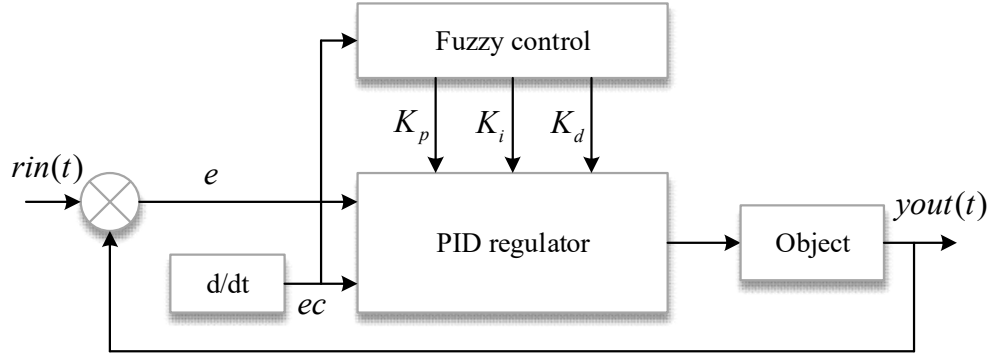 Fuzzy control
K_p K_i K_d
rin(t)
e
yout(t)
PID regulator
Object
d/dt
ec